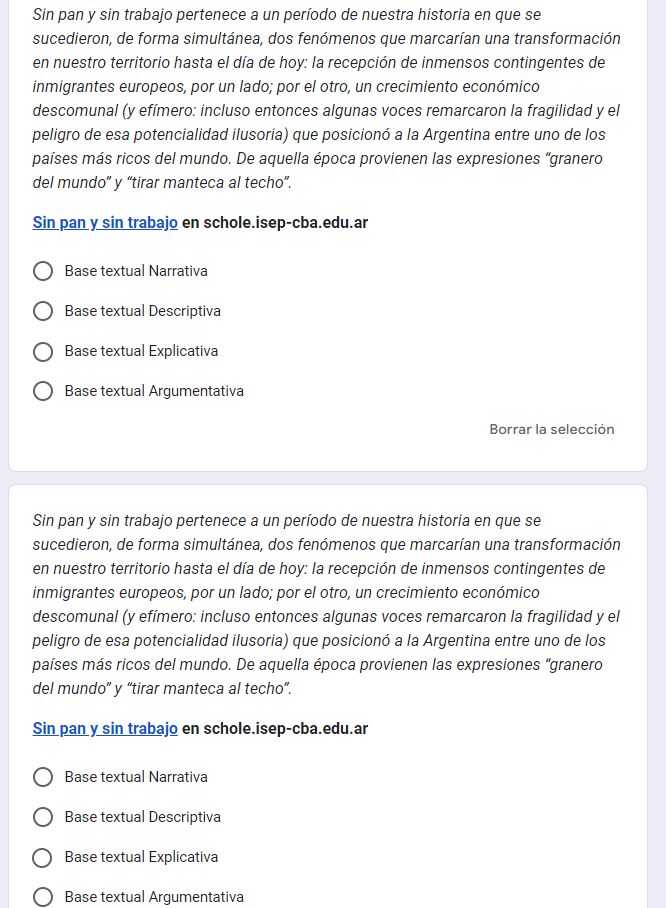 Sin pan y sin trabajo pertenece a un período de nuestra historia en que se
sucedieron, de forma simultánea, dos fenómenos que marcarían una transformación
en nuestro territorio hasta el día de hoy: la recepción de inmensos contingentes de
inmigrantes europeos, por un lado; por el otro, un crecimiento económico
descomunal (y efímero: incluso entonces algunas voces remarcaron la fragilidad y el
peligro de esa potencialidad ilusoria) que posicionó a la Argentina entre uno de los
países más ricos del mundo. De aquella época provienen las expresiones “granero
del mundo” y “tirar manteca al techo”.
Sin pan y sin trabajo en schole.isep-cba.edu.ar
Base textual Narrativa
Base textual Descriptiva
Base textual Explicativa
Base textual Argumentativa
Borrar la selección
Sin pan y sin trabajo pertenece a un período de nuestra historia en que se
sucedieron, de forma simultánea, dos fenómenos que marcarían una transformación
en nuestro territorio hasta el día de hoy: la recepción de inmensos contingentes de
inmigrantes europeos, por un lado; por el otro, un crecimiento económico
descomunal (y efímero: incluso entonces algunas voces remarcaron la fragilidad y el
peligro de esa potencialidad ilusoria) que posicionó a la Argentina entre uno de los
países más ricos del mundo. De aquella época provienen las expresiones “granero
del mundo” y “tirar manteca al techo”.
Sin pan y sin trabajo en schole.isep-cba.edu.ar
Base textual Narrativa
Base textual Descriptiva
Base textual Explicativa
Base textual Argumentativa